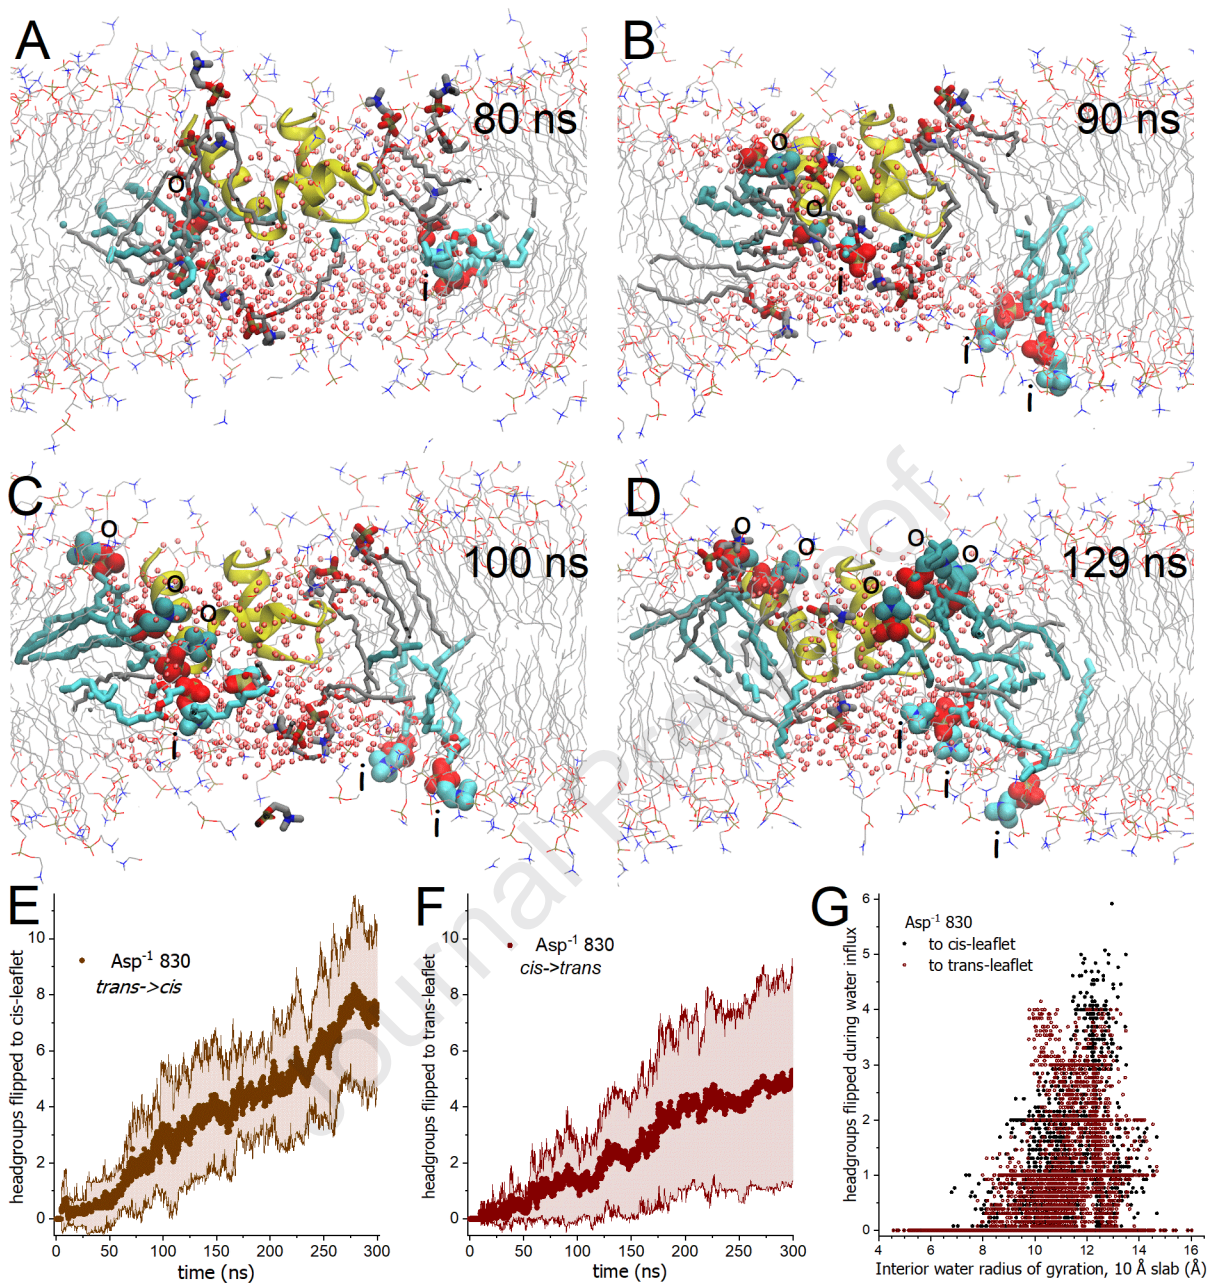 A
80 ns
o
i
B
90 ns
o
o
i
i
i
C
100 ns
o
o
o
i
i
i
D
129 ns
o
o
o
o
o
i
i
i
Journal Pre-proof
E
Asp⁻¹ 830
trans->cis
headgroups flipped to cis-leaflet
10
8
6
4
2
0
0 50 100 150 200 250 300
time (ns)
F
Asp⁻¹ 830
cis->trans
headgroups flipped to trans-leaflet
10
8
6
4
2
0
0 50 100 150 200 250 300
time (ns)
G
Asp⁻¹ 830
to cis-leaflet
to trans-leaflet
headgroups flipped during water influx
6
5
4
3
2
1
0
4 6 8 10 12 14 16
Interior water radius of gyration, 10 Å slab (Å)